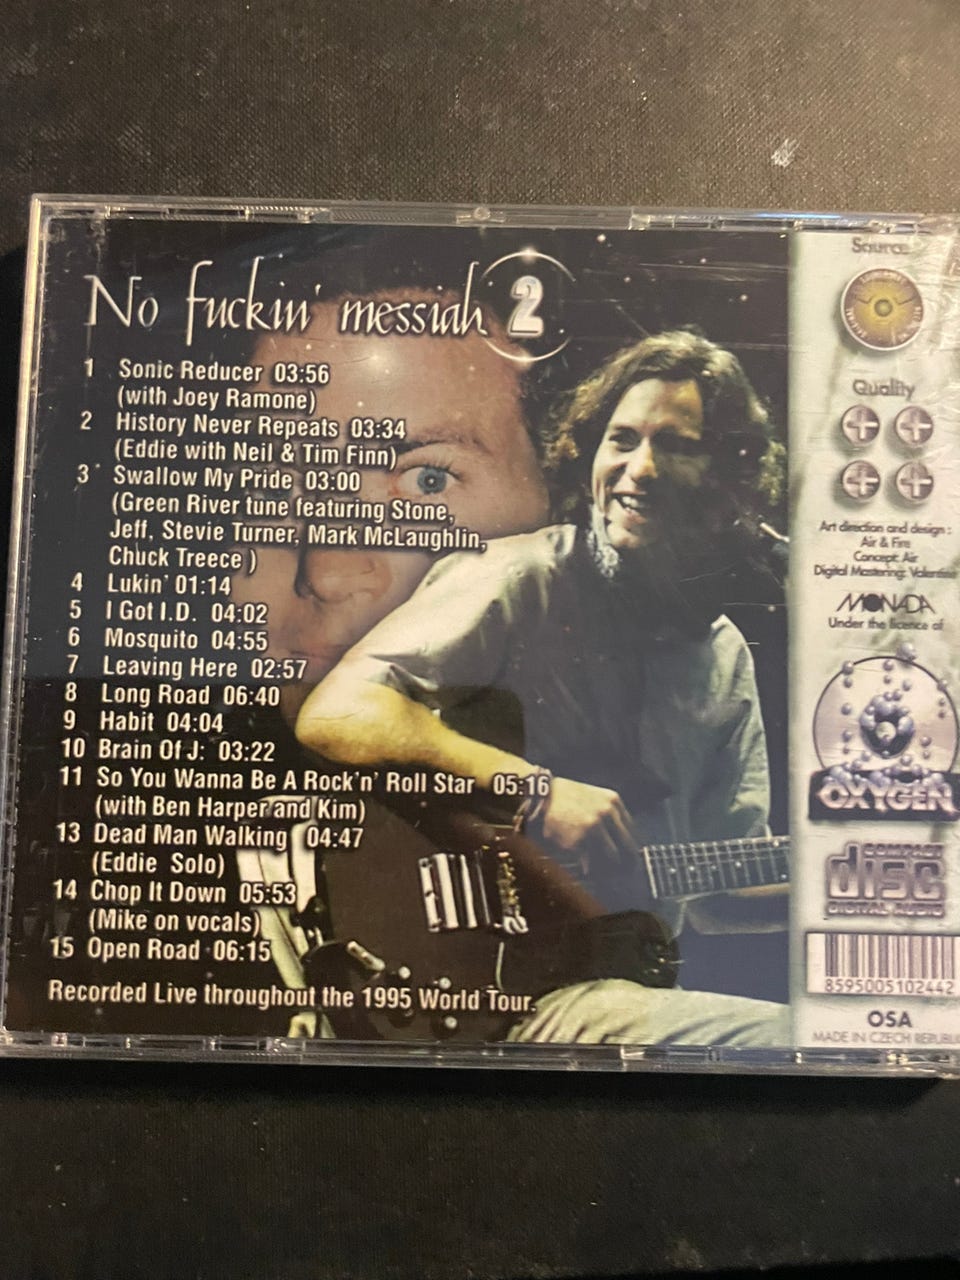 No fuckin' messiah 2
1 Sonic Reducer 03:56
(with Joey Ramone)
2 History Never Repeats 03:34
(Eddie with Neil & Tim Finn)
3 Swallow My Pride 03:00
(Green River tune featuring Stone,
Jeff, Stevie Turner, Mark McLaughlin,
Chuck Treece )
4 Lukin' 01:14
5 I Got I.D. 04:02
6 Mosquito 04:55
7 Leaving Here 02:57
8 Long Road 06:40
9 Habit 04:04
10 Brain Of J: 03:22
11 So You Wanna Be A Rock'n' Roll Star 05:16
(with Ben Harper and Kim)
13 Dead Man Walking 04:47
(Eddie Solo)
14 Chop It Down 05:53
(Mike on vocals)
15 Open Road 06:15
Recorded Live throughout the 1995 World Tour.
Source
Quality
Art direction and design :
Air & Fire
Concept: Air
Digital Mastering: Valentine
MONADA
Under the licence of
OXYGEN
COMPACT
disc
DIGITAL AUDIO
8595005102442
OSA
MADE IN CZECH REPUBLIC